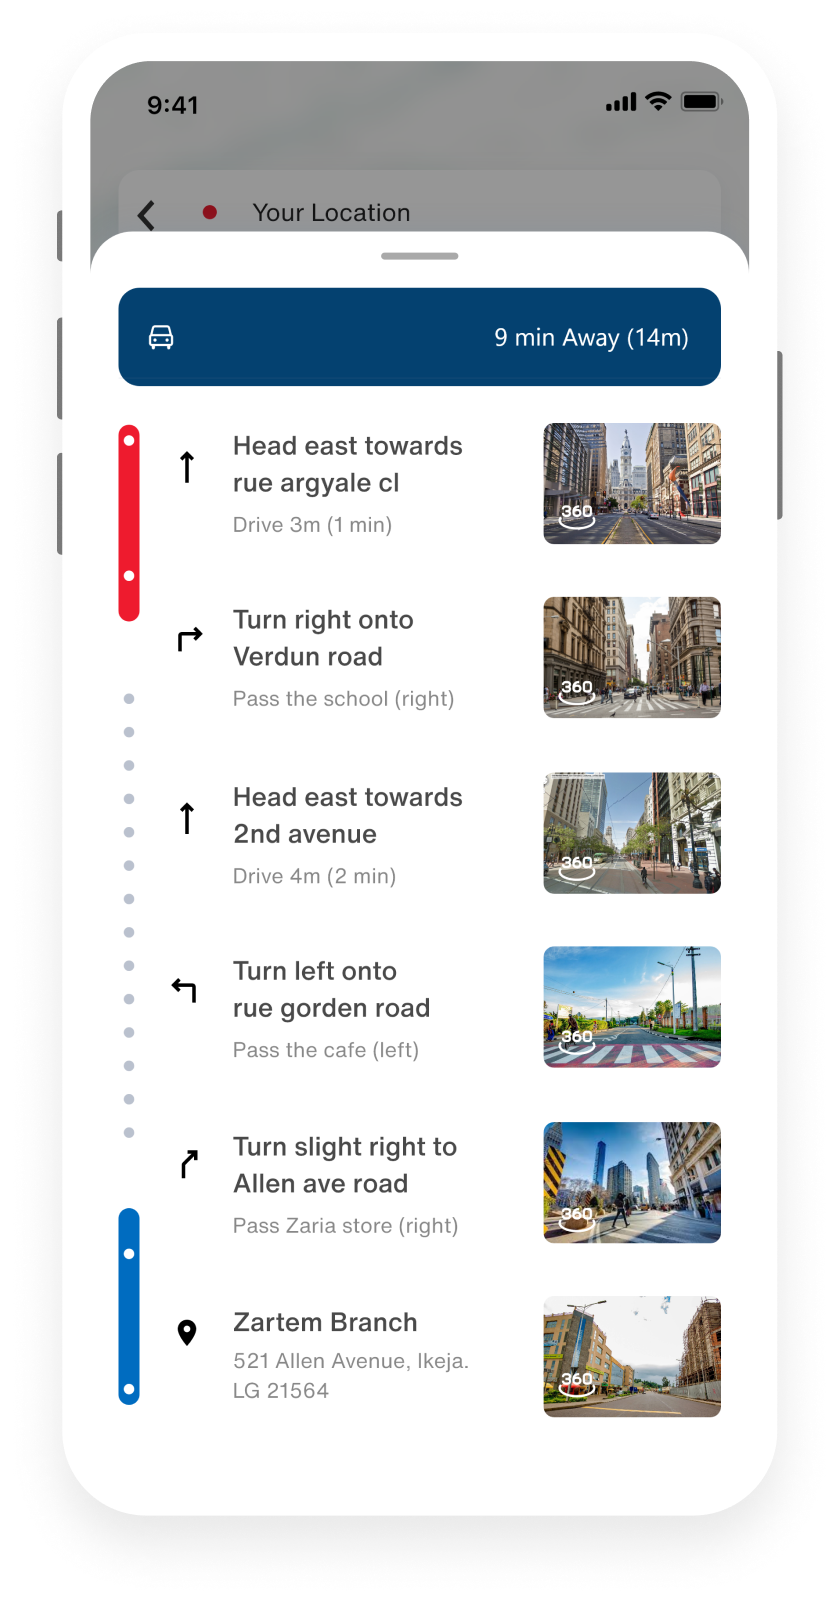 9:41
Your Location
9 min Away (14m)
Head east towards
rue argyale cl
Drive 3m (1 min)
360
Turn right onto
Verdun road
Pass the school (right)
360
Head east towards
2nd avenue
Drive 4m (2 min)
360
Turn left onto
rue gorden road
Pass the cafe (left)
360
Turn slight right to
Allen ave road
Pass Zaria store (right)
360
Zartem Branch
521 Allen Avenue, Ikeja.
LG 21564
360